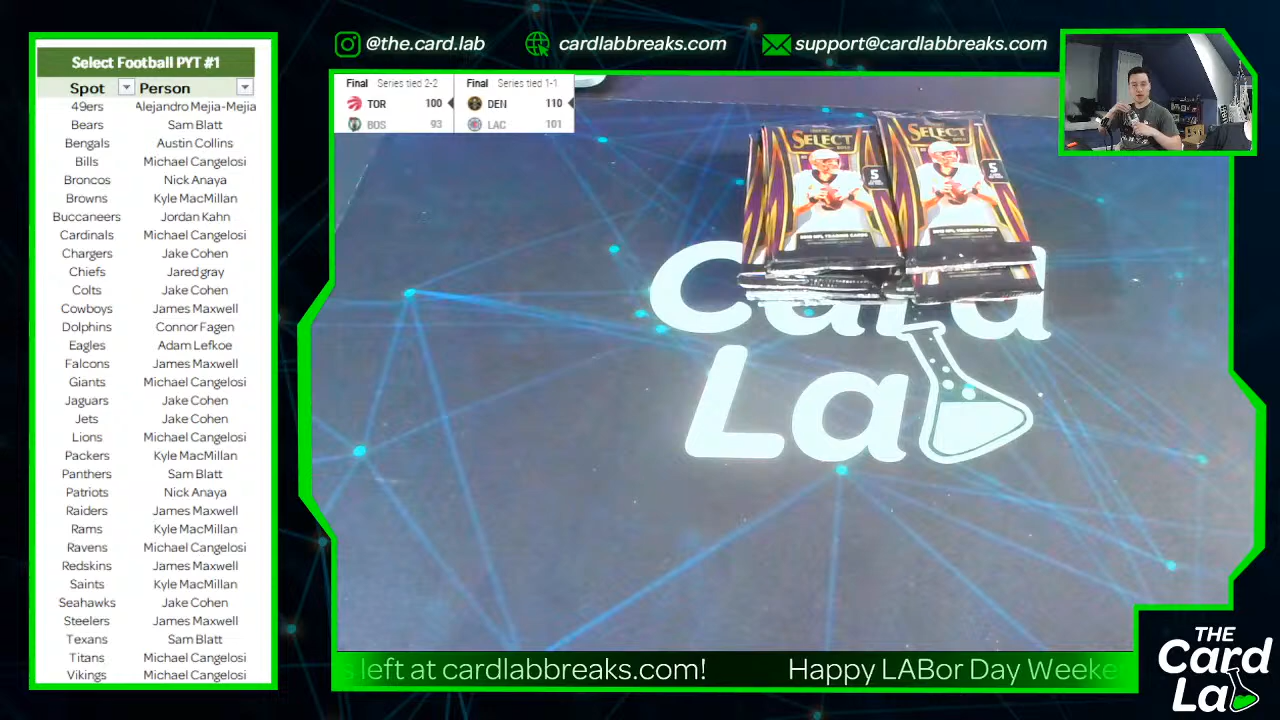 @the.card.lab
cardlabbreaks.com
support@cardlabbreaks.com
Select Football PYT #1
Spot Person
49ers Alejandro Mejia-Mejia
Bears Sam Blatt
Bengals Austin Collins
Bills Michael Cangelosi
Broncos Nick Anaya
Browns Kyle MacMillan
Buccaneers Jordan Kahn
Cardinals Michael Cangelosi
Chargers Jake Cohen
Chiefs Jared gray
Colts Jake Cohen
Cowboys James Maxwell
Dolphins Connor Fagen
Eagles Adam Lefkoe
Falcons James Maxwell
Giants Michael Cangelosi
Jaguars Jake Cohen
Jets Jake Cohen
Lions Michael Cangelosi
Packers Kyle MacMillan
Panthers Sam Blatt
Patriots Nick Anaya
Raiders James Maxwell
Rams Kyle MacMillan
Ravens Michael Cangelosi
Redskins James Maxwell
Saints Kyle MacMillan
Seahawks Jake Cohen
Steelers James Maxwell
Texans Sam Blatt
Titans Michael Cangelosi
Vikings Michael Cangelosi
Final Series tied 2-2
TOR 100
BOS 93
Final Series tied 1-1
DEN 110
LAC 101
SELECT
5
SELECT
5
Card
Lab
s left at cardlabbreaks.com! Happy LABor Day Weeke
THE
Card
Lab